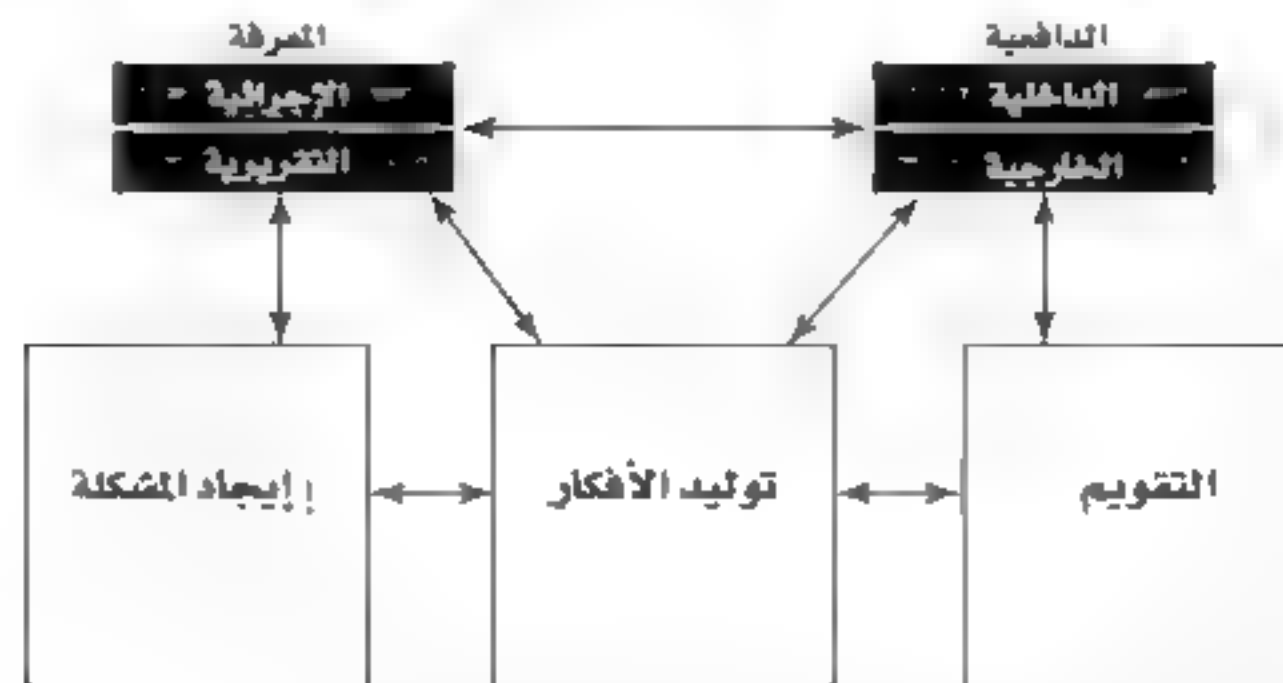 المعرفة
الدافعية
الإجرائية
الداخلية
التقريرية
الخارجية
إيجاد المشكلة
توليد الأفكار
التقويم